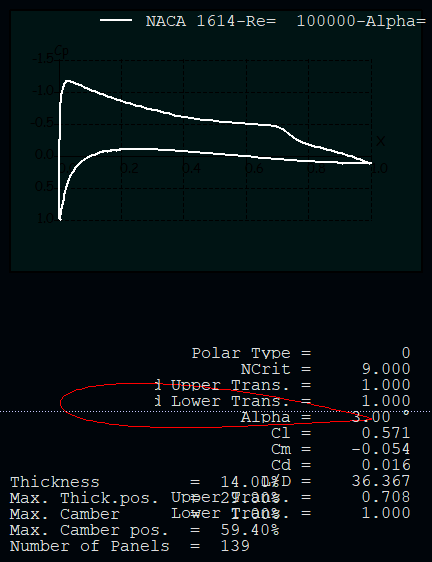 NACA 1614-Re=  100000-Alpha=
Cp
-1.5
-1.0
-0.5
X
0.0
0.2 0.4 0.6 0.8 1.0
0.5
1.0
Polar Type = 0
NCrit = 9.000
Upper Trans. = 1.000
Lower Trans. = 1.000
Alpha = 3.00 °
Cl = 0.571
Cm = -0.054
Cd = 0.016
L/D = 36.367
Upper Trans. = 0.708
Lower Trans. = 1.000
Thickness = 14.00%
Max. Thick.pos. =
Max. Camber = 1.00%
Max. Camber pos. = 59.40%
Number of Panels = 139